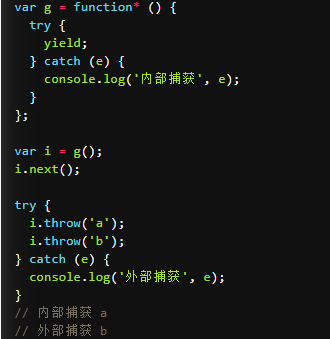 var g = function* () {
  try {
    yield;
  } catch (e) {
    console.log('内部捕获', e);
  }
};

var i = g();
i.next();

try {
  i.throw('a');
  i.throw('b');
} catch (e) {
  console.log('外部捕获', e);
}
// 内部捕获 a
// 外部捕获 b